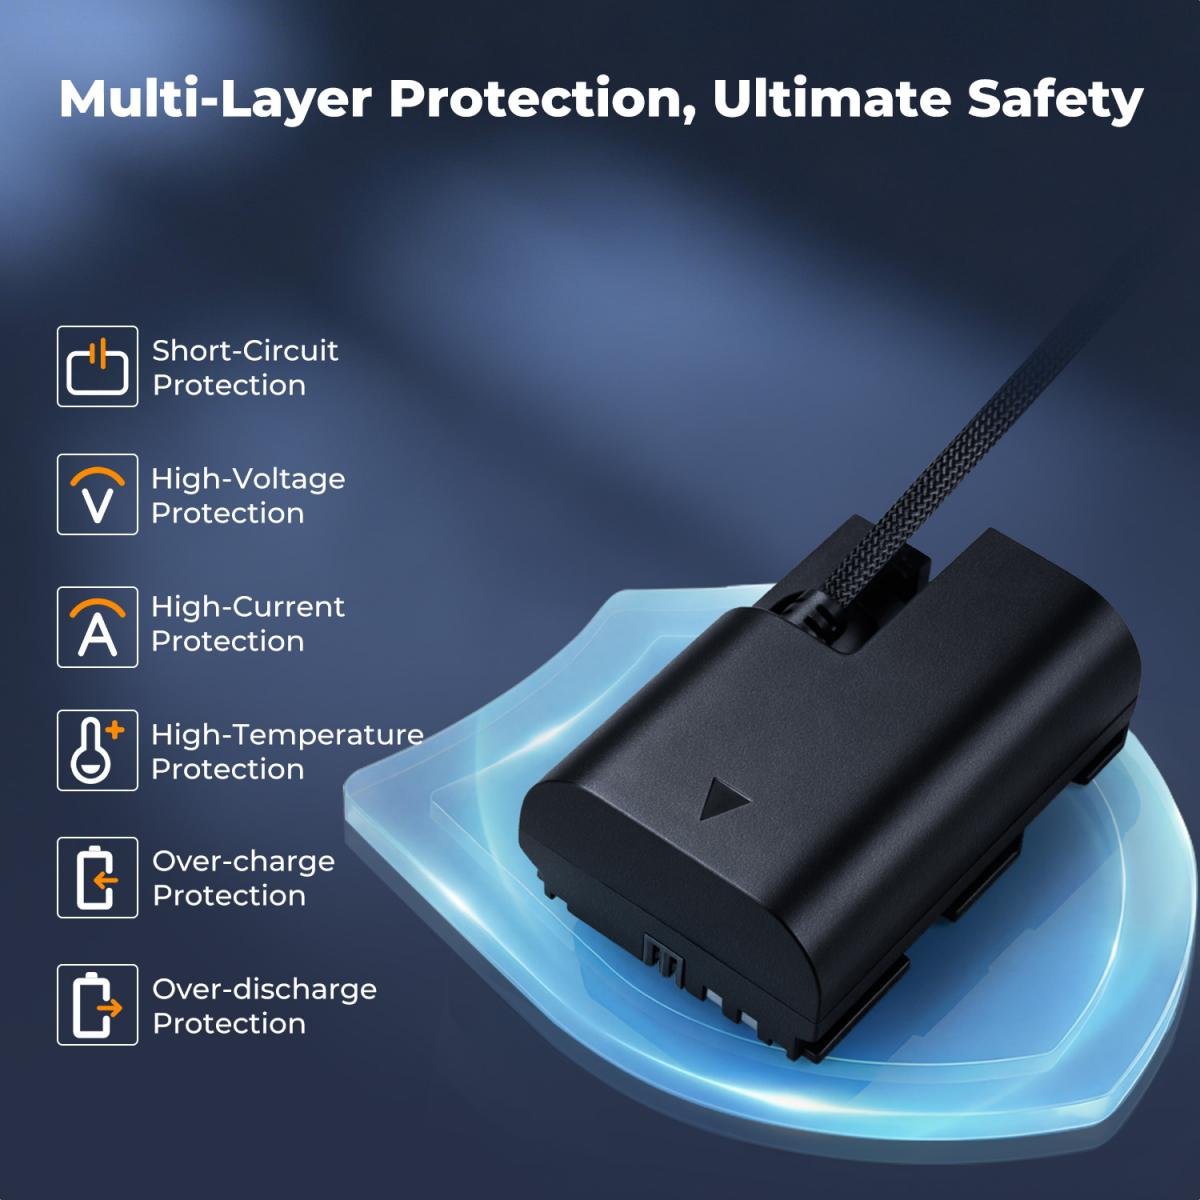 Multi-Layer Protection, Ultimate Safety
Short-Circuit
Protection
V
High-Voltage
Protection
A
High-Current
Protection
High-Temperature
Protection
Over-charge
Protection
Over-discharge
Protection